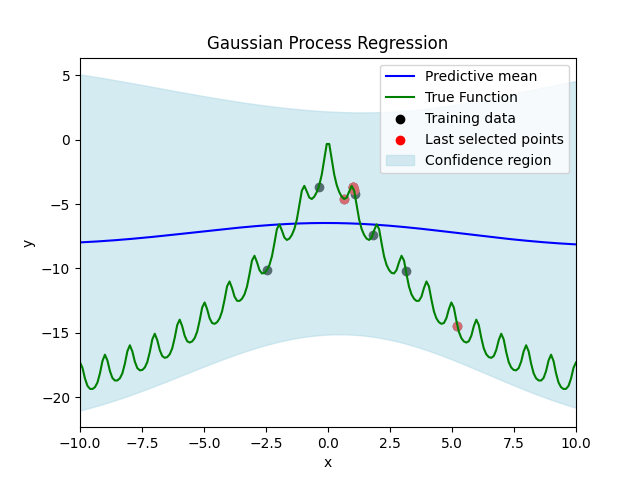 Gaussian Process Regression
Predictive mean
True Function
Training data
Last selected points
Confidence region
5
0
−5
−10
−15
−20
y
−10.0 −7.5 −5.0 −2.5 0.0 2.5 5.0 7.5 10.0
x